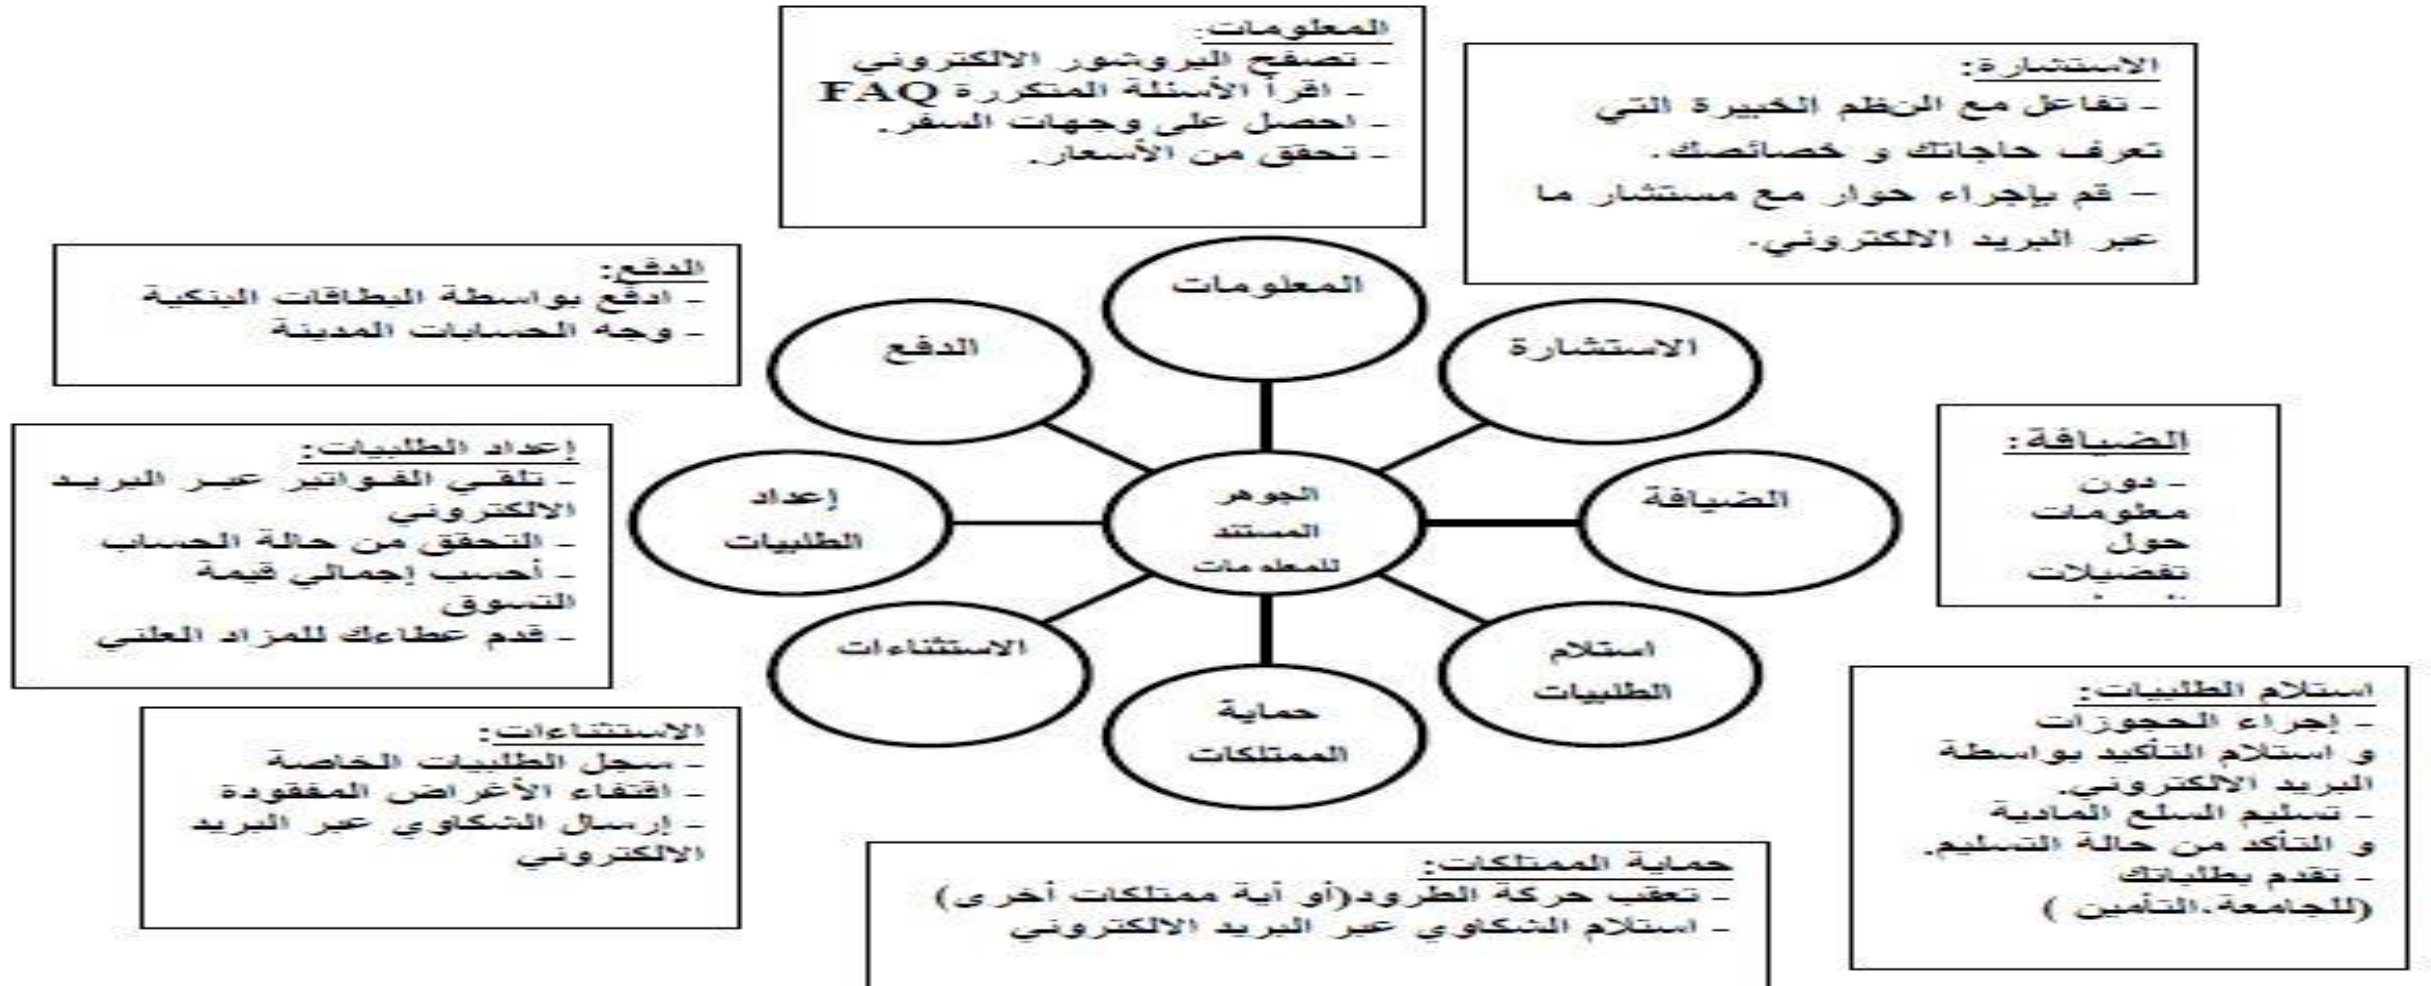 المعلومات:
- تصفح البروشور الالكتروني
- اقرأ الأسئلة المتكررة FAQ
- احصل على وجهات السفر.
- تحقق من الأسعار.
الاستشارة:
- تفاعل مع النظم الخبيرة التي
تعرف حاجاتك و خصائصك.
– قم بإجراء حوار مع مستشار ما
عبر البريد الالكتروني.
الدفع:
- ادفع بواسطة البطاقات البنكية
- وجه الحسابات المدينة
المعلومات
الدفع
الاستشارة
إعداد الطلبيات:
- تلقي الفواتير عبر البريد
الالكتروني
- التحقق من حالة الحساب
- أحسب إجمالي قيمة
التسوق
- قدم عطاءك للمزاد العلني
الضيافة:
- دون
معلومات
حول
تفضيلات
إعداد
الطلبيات
الجوهر
المستند
للمعلومات
الضيافة
الاستثناءات
استلام
الطلبيات
حماية
الممتلكات
الاستثناءات:
- سجل الطلبيات الخاصة
- اقتفاء الأغراض المفقودة
- إرسال الشكاوي عبر البريد
الالكتروني
استلام الطلبيات:
- إجراء الحجوزات
و استلام التأكيد بواسطة
البريد الالكتروني.
- تسليم السلع المادية
و التأكد من حالة التسليم.
- تقدم بطلباتك
(للجامعة،التأمين )
حماية الممتلكات:
- تعقب حركة الطرود(أو أية ممتلكات أخرى)
- استلام الشكاوي عبر البريد الالكتروني